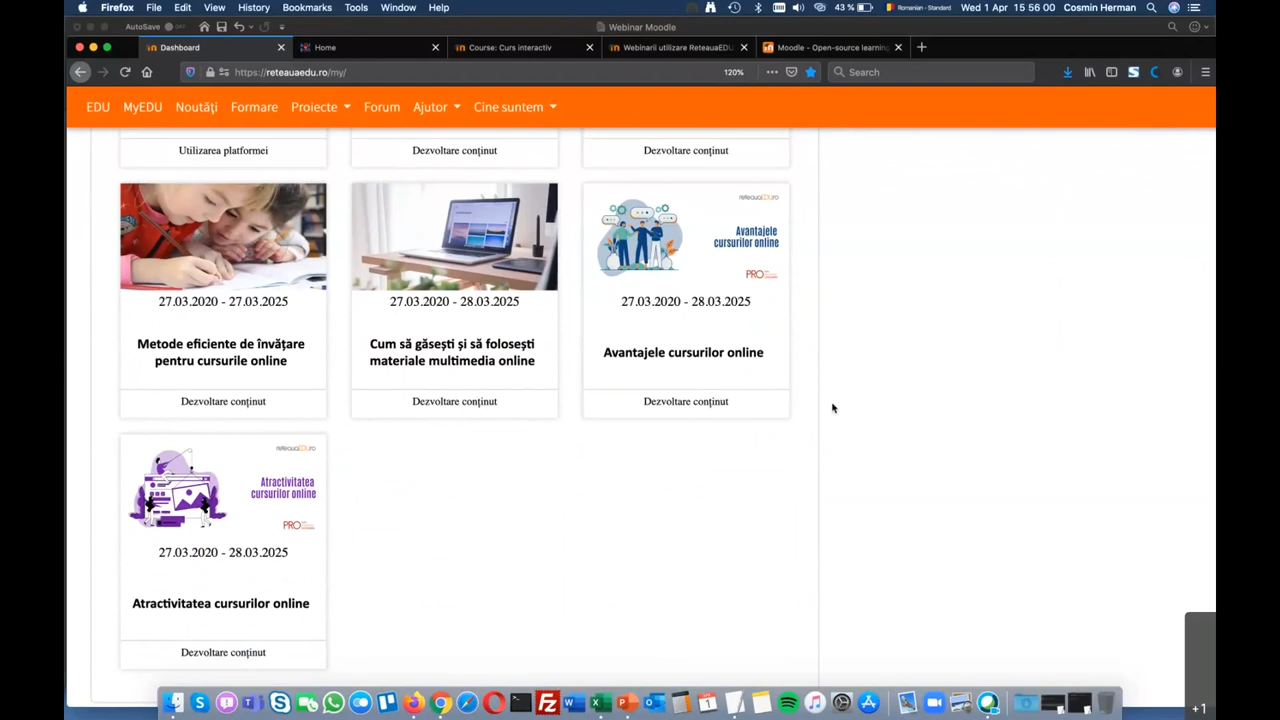 Firefox File Edit View History Bookmarks Tools Window Help 43 % Romanian - Standard Wed 1 Apr 15 56 00 Cosmin Herman
AutoSave OFF Webinar Moodle
Dashboard Home Course: Curs interactiv Webinarii utilizare ReteauaEDU Moodle - Open-source learning
https://reteauaedu.ro/my/ 120% Search
EDU MyEDU Noutăți Formare Proiecte Forum Ajutor Cine suntem
Utilizarea platformei Dezvoltare conținut Dezvoltare conținut
reteauaEDU.ro
Avantajele
cursurilor online
PRO
27.03.2020 - 27.03.2025 27.03.2020 - 28.03.2025 27.03.2020 - 28.03.2025
Metode eficiente de învățare
pentru cursurile online
Cum să găsești și să folosești
materiale multimedia online
Avantajele cursurilor online
Dezvoltare conținut Dezvoltare conținut Dezvoltare conținut
reteauaEDU.ro
Atractivitatea
cursurilor online
PRO
27.03.2020 - 28.03.2025
Atractivitatea cursurilor online
Dezvoltare conținut
+1